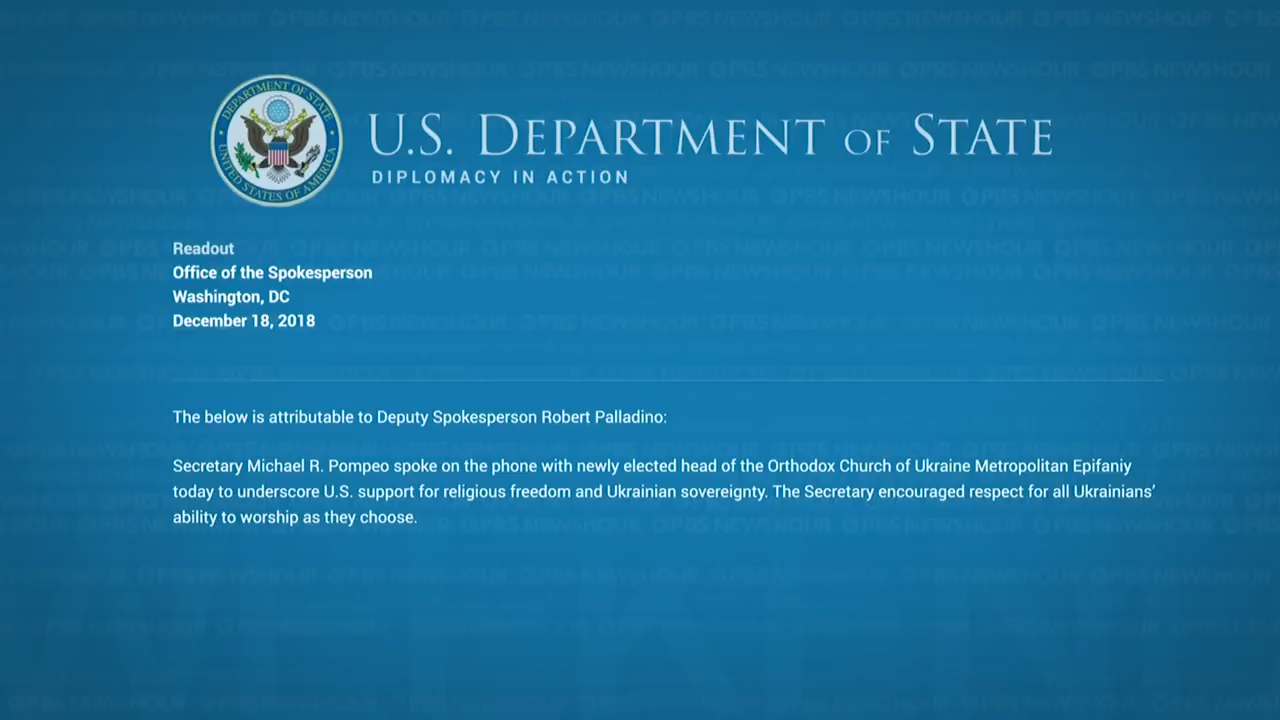 U.S. DEPARTMENT OF STATE
DIPLOMACY IN ACTION
DEPARTMENT OF STATE
UNITED STATES OF AMERICA
Readout
Office of the Spokesperson
Washington, DC
December 18, 2018
The below is attributable to Deputy Spokesperson Robert Palladino:
Secretary Michael R. Pompeo spoke on the phone with newly elected head of the Orthodox Church of Ukraine Metropolitan Epifaniy
today to underscore U.S. support for religious freedom and Ukrainian sovereignty. The Secretary encouraged respect for all Ukrainians’
ability to worship as they choose.
PBS NEWSHOUR